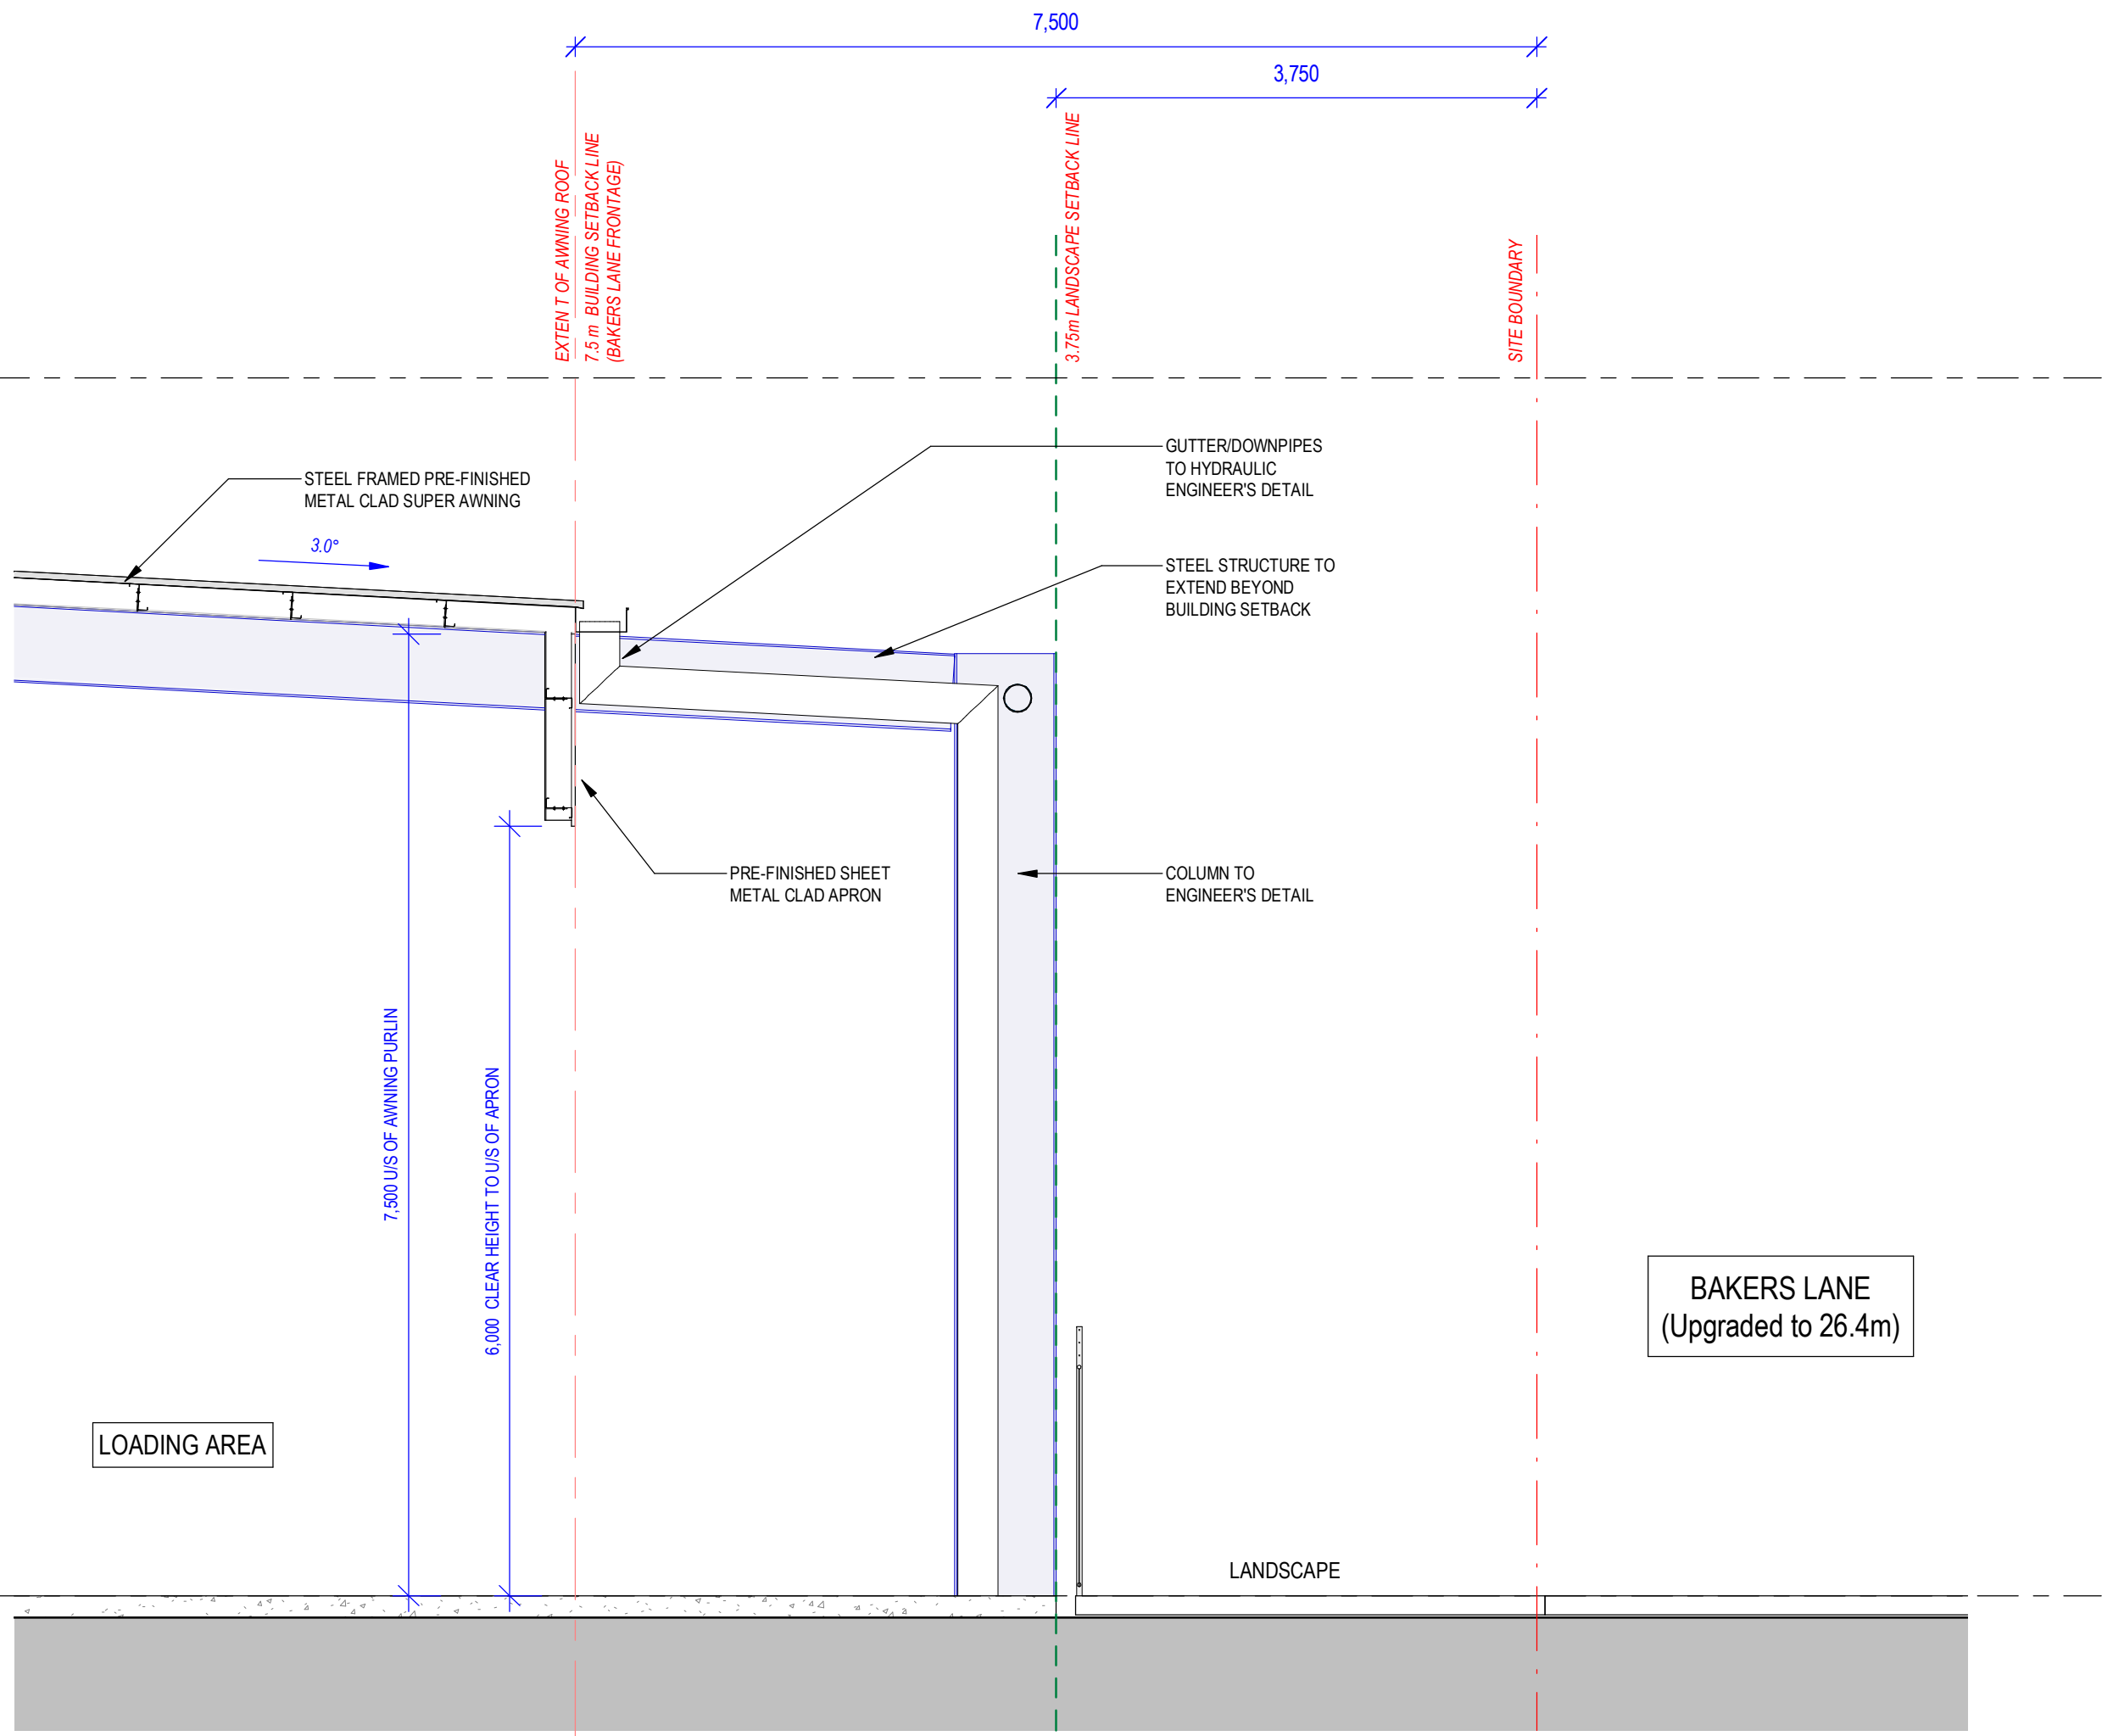 7,500
3,750
EXTEN T OF AWNING ROOF
7.5 m BUILDING SETBACK LINE
(BAKERS LANE FRONTAGE)
3.75m LANDSCAPE SETBACK LINE
SITE BOUNDARY
GUTTER/DOWNPIPES
TO HYDRAULIC
ENGINEER'S DETAIL
STEEL FRAMED PRE-FINISHED
METAL CLAD SUPER AWNING
3.0°
STEEL STRUCTURE TO
EXTEND BEYOND
BUILDING SETBACK
PRE-FINISHED SHEET
METAL CLAD APRON
COLUMN TO
ENGINEER'S DETAIL
7,500 U/S OF AWNING PURLIN
6,000 CLEAR HEIGHT TO U/S OF APRON
BAKERS LANE
(Upgraded to 26.4m)
LOADING AREA
LANDSCAPE